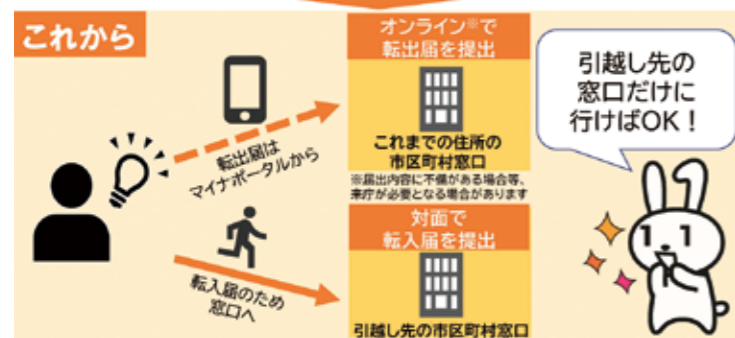 これから
オンライン※で
転出届を提出
転出届は
マイナポータルから
これまでの住所の
市区町村窓口
※届出内容に不備がある場合等、
来庁が必要となる場合があります
対面で
転入届を提出
転入届のため
窓口へ
引越し先の市区町村窓口
引越し先の
窓口だけに
行けばOK！